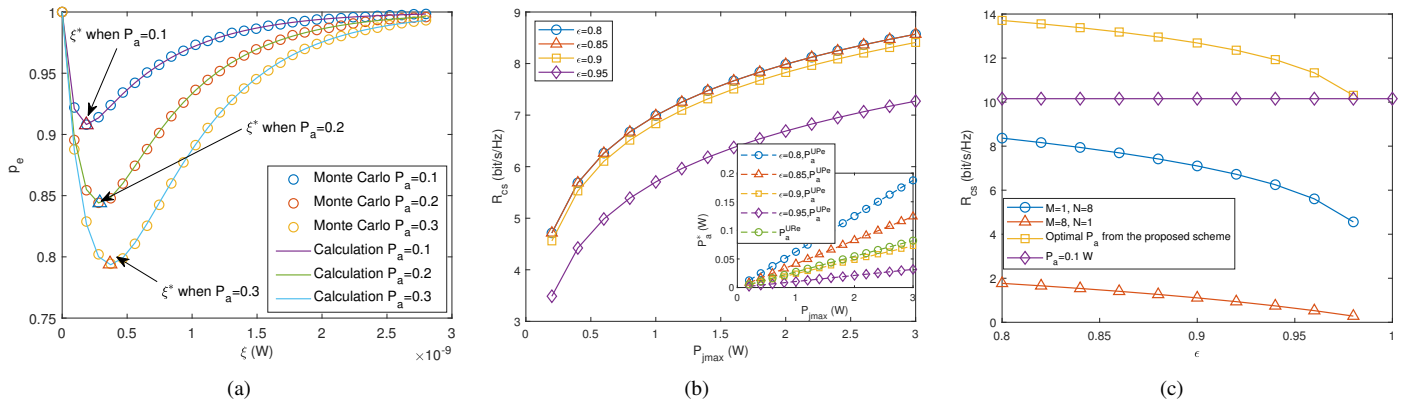 1
0.95
0.9
0.85
0.8
0.75
p_e
0
0.5
1
1.5
2
2.5
3
×10^-9
ξ (W)
ξ* when P_a=0.1
ξ* when P_a=0.2
ξ* when P_a=0.3
Monte Carlo P_a=0.1
Monte Carlo P_a=0.2
Monte Carlo P_a=0.3
Calculation P_a=0.1
Calculation P_a=0.2
Calculation P_a=0.3
(a)
9
8
7
6
5
4
3
R_cs (bit/s/Hz)
ϵ=0.8
ϵ=0.85
ϵ=0.9
ϵ=0.95
ϵ=0.8,P_a^UPe
ϵ=0.85,P_a^UPe
ϵ=0.9,P_a^UPe
ϵ=0.95,P_a^UPe
P_a^URe
0.2
0.15
0.1
0.05
0
P_a^* (W)
0
1
2
3
P_jmax (W)
0
0.5
1
1.5
2
2.5
3
P_jmax (W)
(b)
14
12
10
8
6
4
2
0
R_cs (bit/s/Hz)
M=1, N=8
M=8, N=1
Optimal P_a from the proposed scheme
P_a=0.1 W
0.8
0.85
0.9
0.95
1
ϵ
(c)